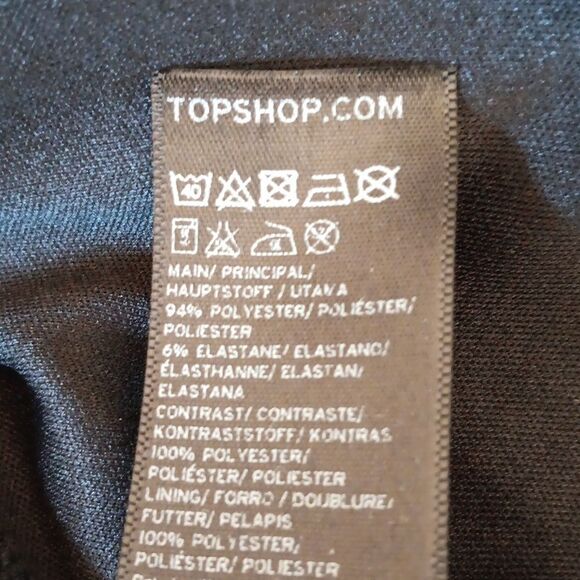 TOPSHOP.COM
40
MAIN/ PRINCIPAL/
HAUPTSTOFF / UTAMA
94% POLYESTER/ POLIÉSTER/
POLIESTER
6% ELASTANE/ ELASTANO/
ÉLASTHANNE/ ELASTAN/
ELASTANA
CONTRAST/ CONTRASTE/
KONTRASTSTOFF/ KONTRAS
100% POLYESTER/
POLIÉSTER/ POLIESTER
LINING/ FORRO / DOUBLURE/
FUTTER/ PELAPIS
100% POLYESTER/
POLIÉSTER/ POLIESTER